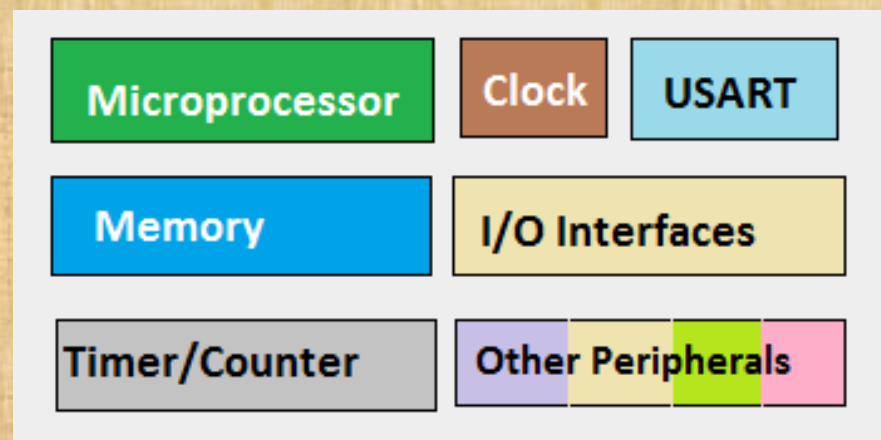 Microprocessor
Clock
USART
Memory
I/O Interfaces
Timer/Counter
Other Peripherals